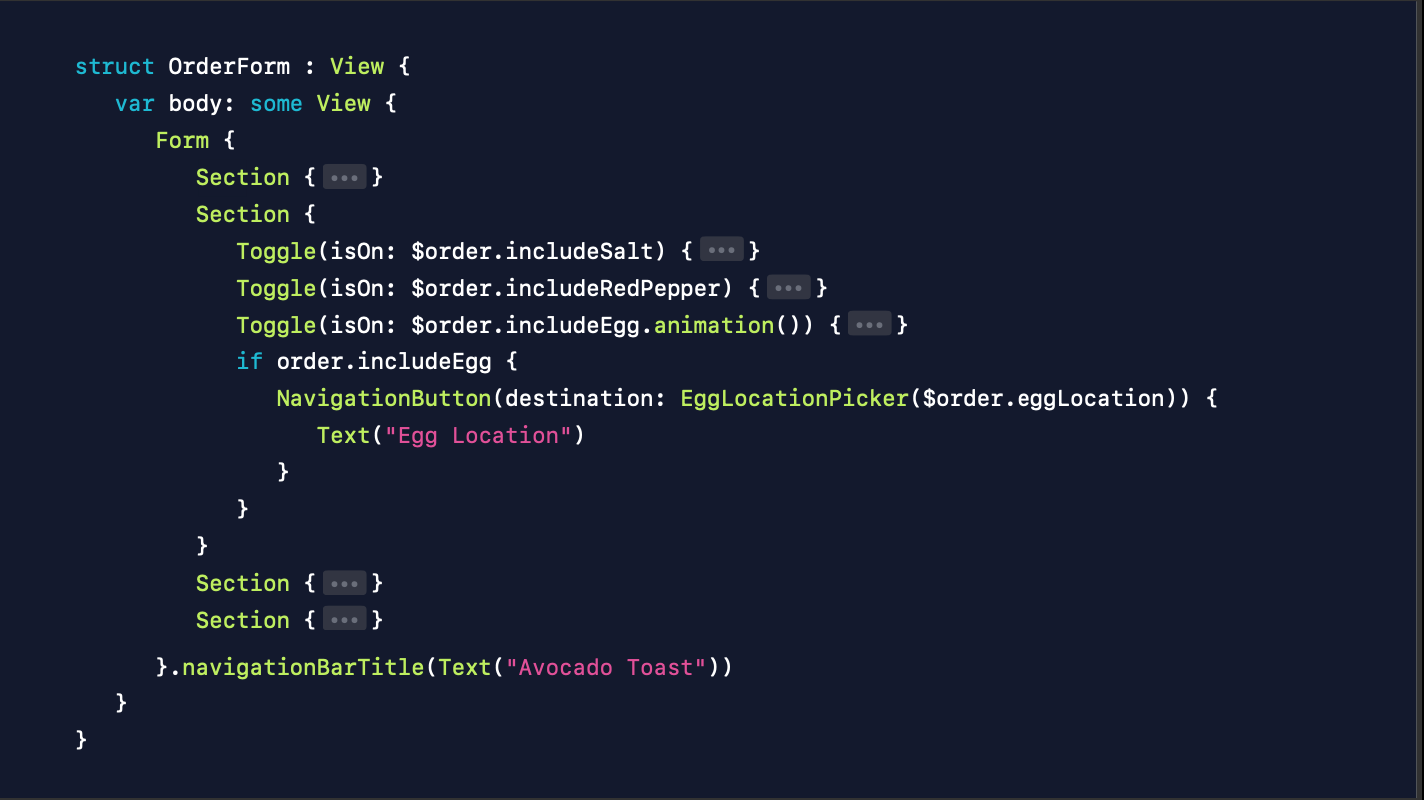 struct OrderForm : View {
   var body: some View {
      Form {
         Section { ••• }
         Section {
            Toggle(isOn: $order.includeSalt) { ••• }
            Toggle(isOn: $order.includeRedPepper) { ••• }
            Toggle(isOn: $order.includeEgg.animation()) { ••• }
            if order.includeEgg {
               NavigationButton(destination: EggLocationPicker($order.eggLocation)) {
                  Text("Egg Location")
               }
            }
         }
         Section { ••• }
         Section { ••• }
      }.navigationBarTitle(Text("Avocado Toast"))
   }
}